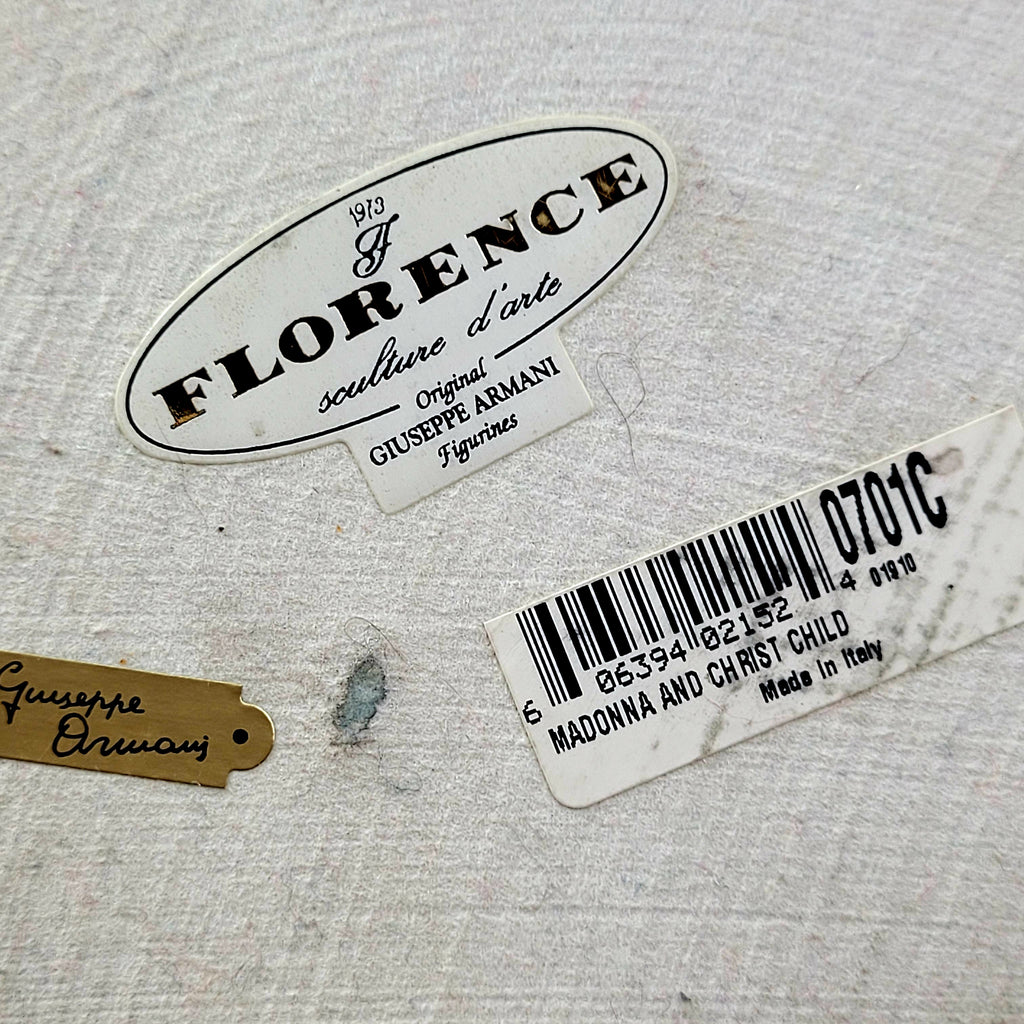 1973
FLORENCE
sculture d'arte
Original
GIUSEPPE ARMANI
Figurines
0701C
6 06394 02152 4 01910
MADONNA AND CHRIST CHILD
Made in Italy
Giuseppe
Armani